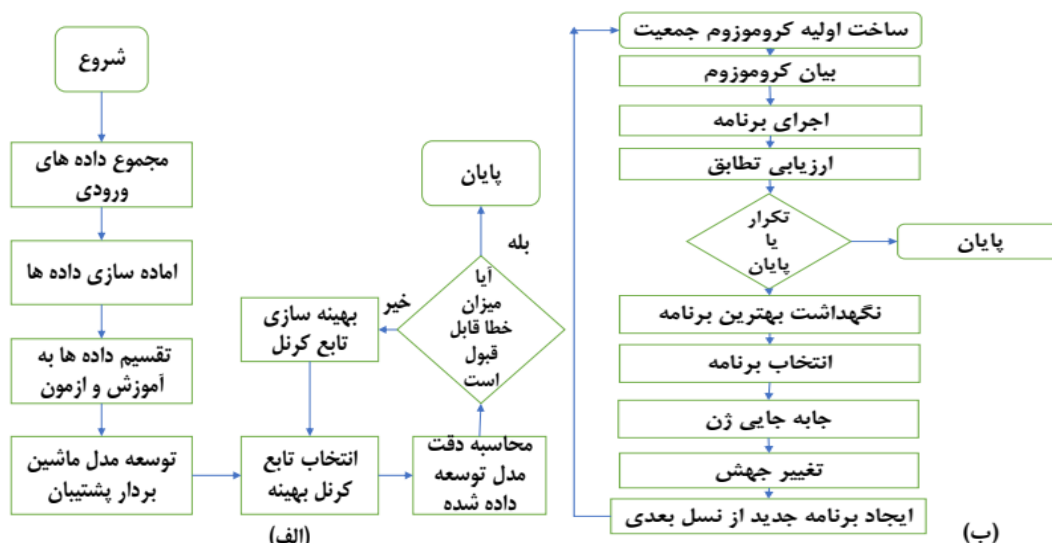 شروع
مجموع داده های
ورودی
اماده سازی داده ها
تقسیم داده ها به
آموزش و ازمون
توسعه مدل ماشین
بردار پشتیبان
انتخاب تابع
کرنل بهینه
محاسبه دقت
مدل توسعه
داده شده
آیا
میزان
خطا قابل
قبول
است
خیر
بهینه سازی
تابع کرنل
بله
پایان
(الف)
ساخت اولیه کروموزوم جمعیت
بیان کروموزوم
اجرای برنامه
ارزیابی تطابق
تکرار
یا
پایان
پایان
نگهداشت بهترین برنامه
انتخاب برنامه
جابه جایی ژن
تغییر جهش
ایجاد برنامه جدید از نسل بعدی
(ب)